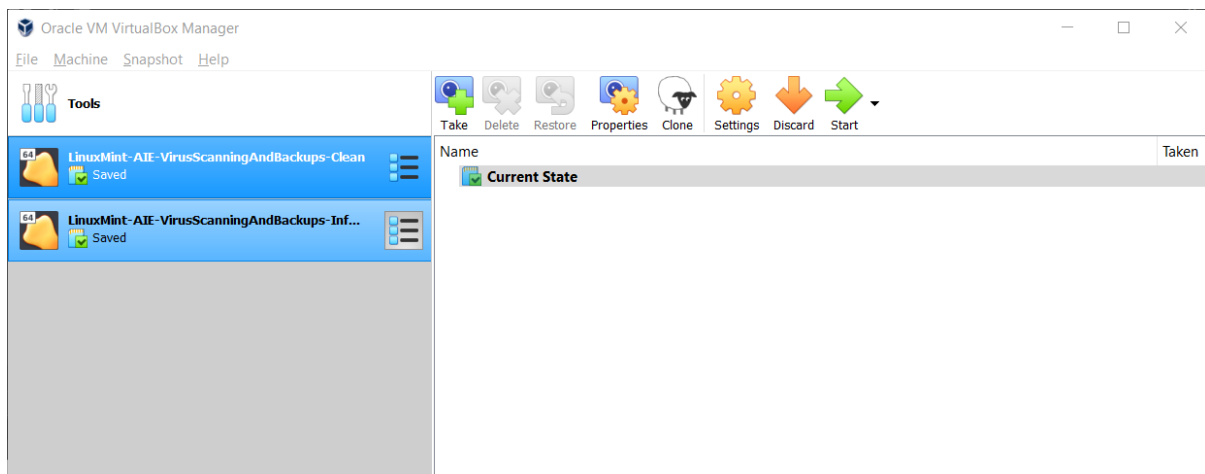 Oracle VM VirtualBox Manager
File Machine Snapshot Help
Tools
Take Delete Restore Properties Clone Settings Discard Start
64
LinuxMint-AIE-VirusScanningAndBackups-Clean
Saved
64
LinuxMint-AIE-VirusScanningAndBackups-Inf...
Saved
Name Taken
Current State